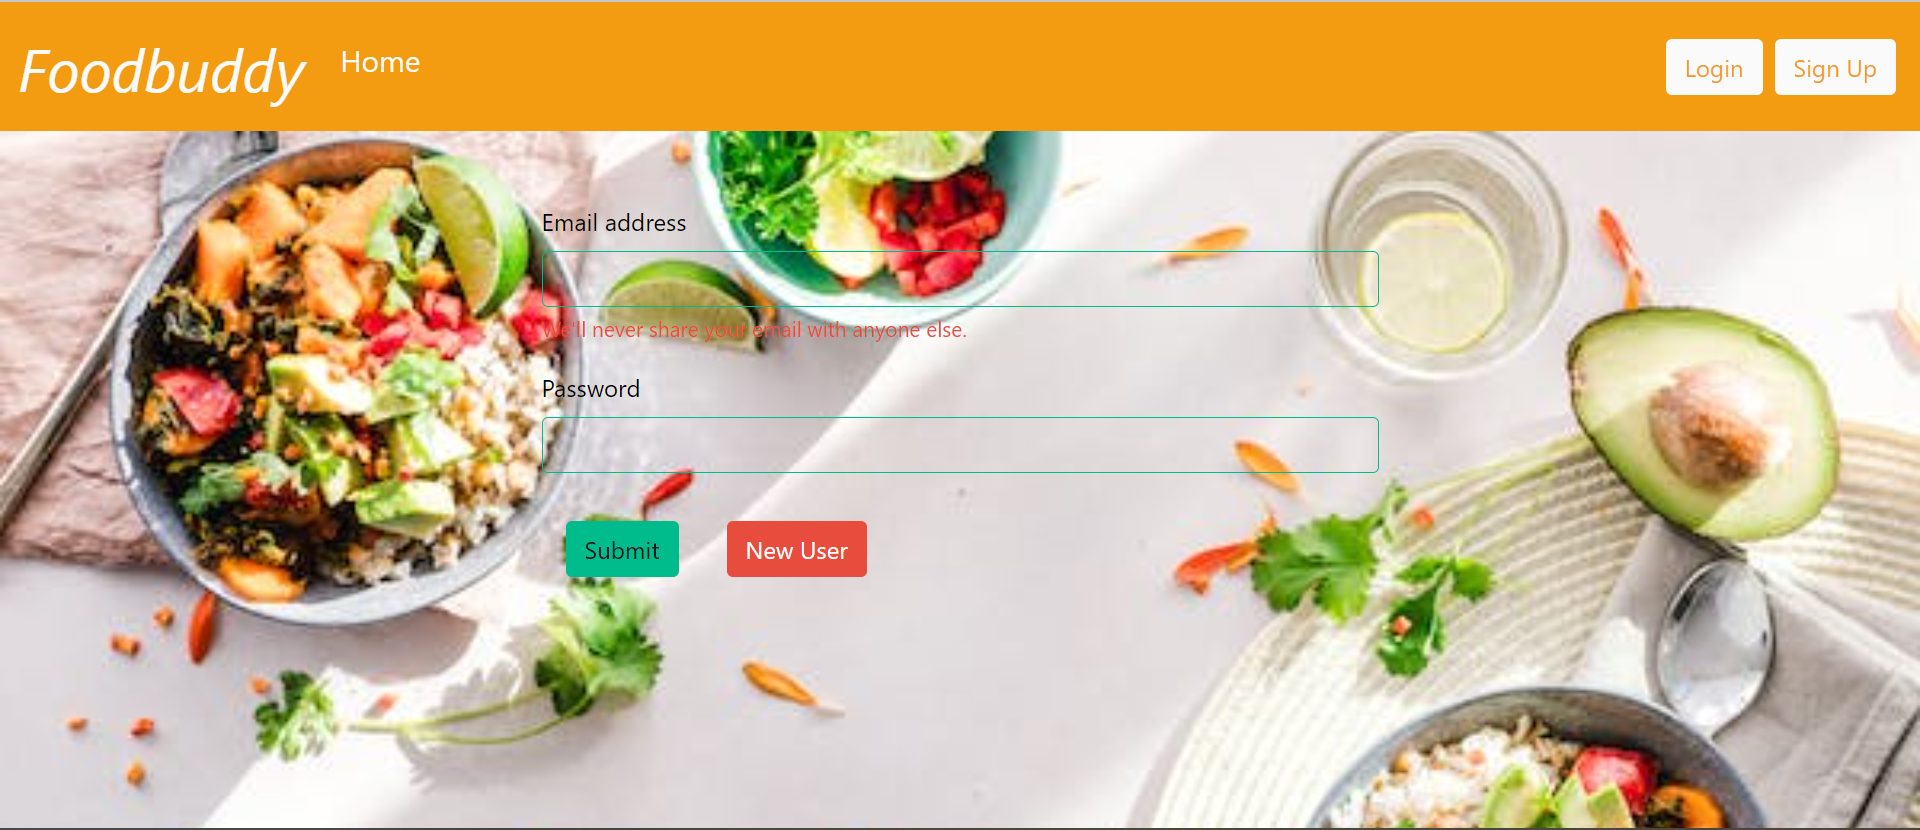 Foodbuddy Home Login Sign Up
Email address
We'll never share your email with anyone else.
Password
Submit New User